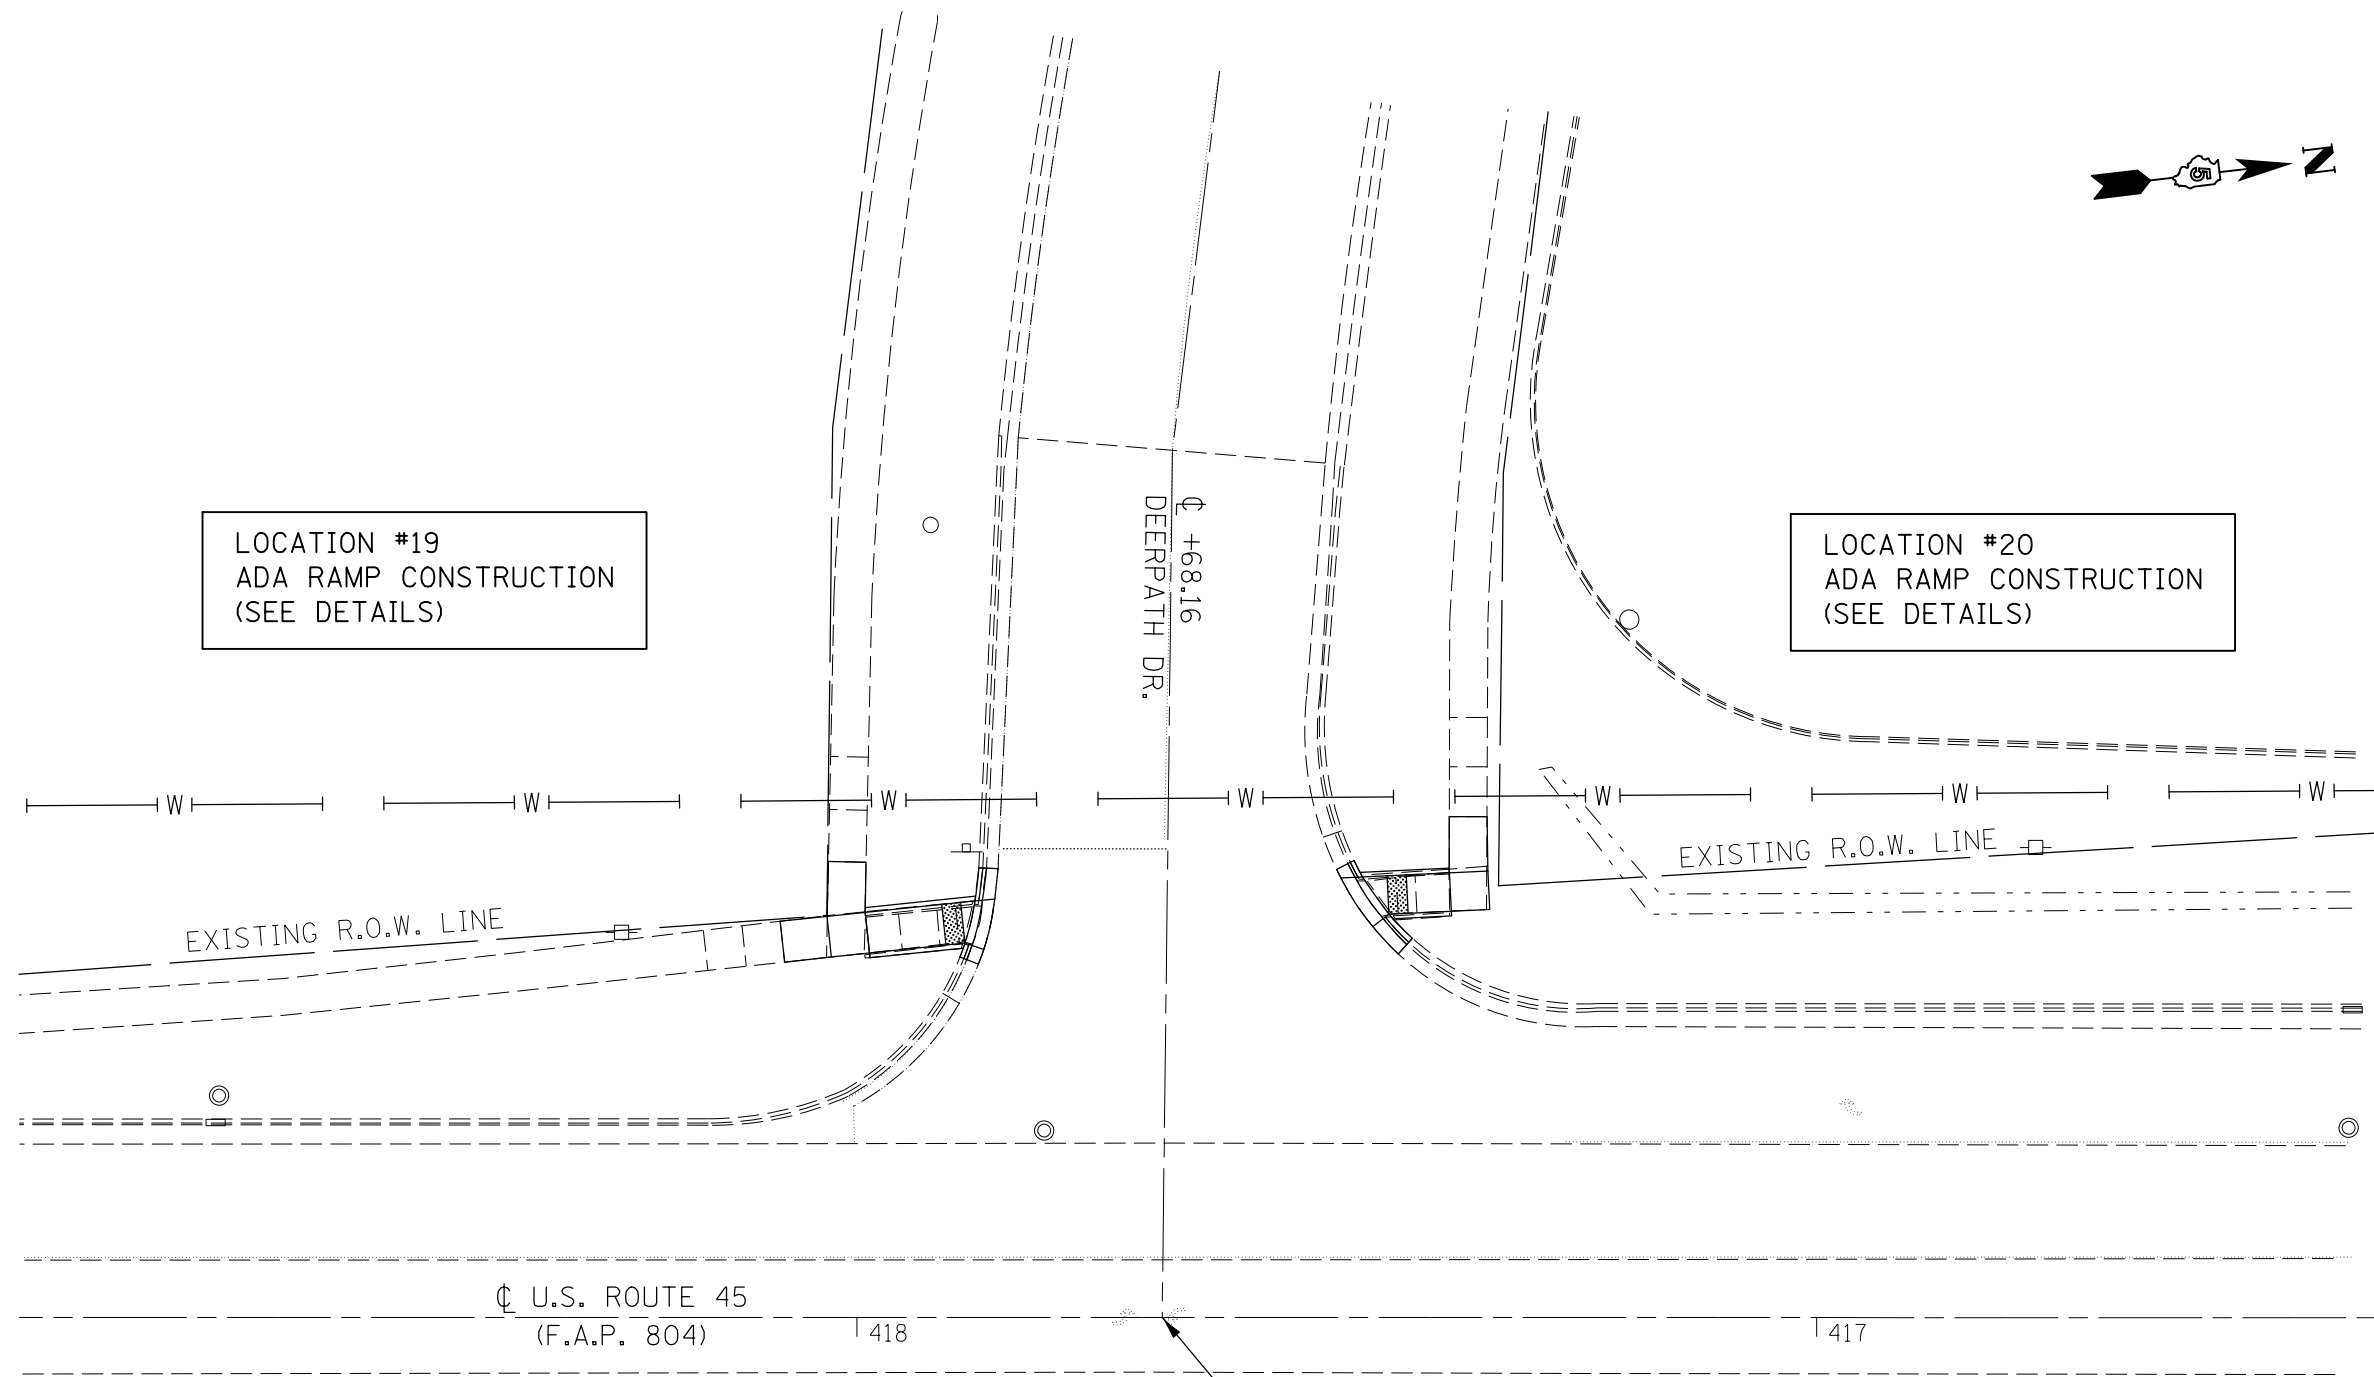 N
5
LOCATION #19
ADA RAMP CONSTRUCTION
(SEE DETAILS)
℄ +68.16
DEERPATH DR.
LOCATION #20
ADA RAMP CONSTRUCTION
(SEE DETAILS)
W W W W W W W
EXISTING R.O.W. LINE
EXISTING R.O.W. LINE
℄ U.S. ROUTE 45
(F.A.P. 804)
418
417